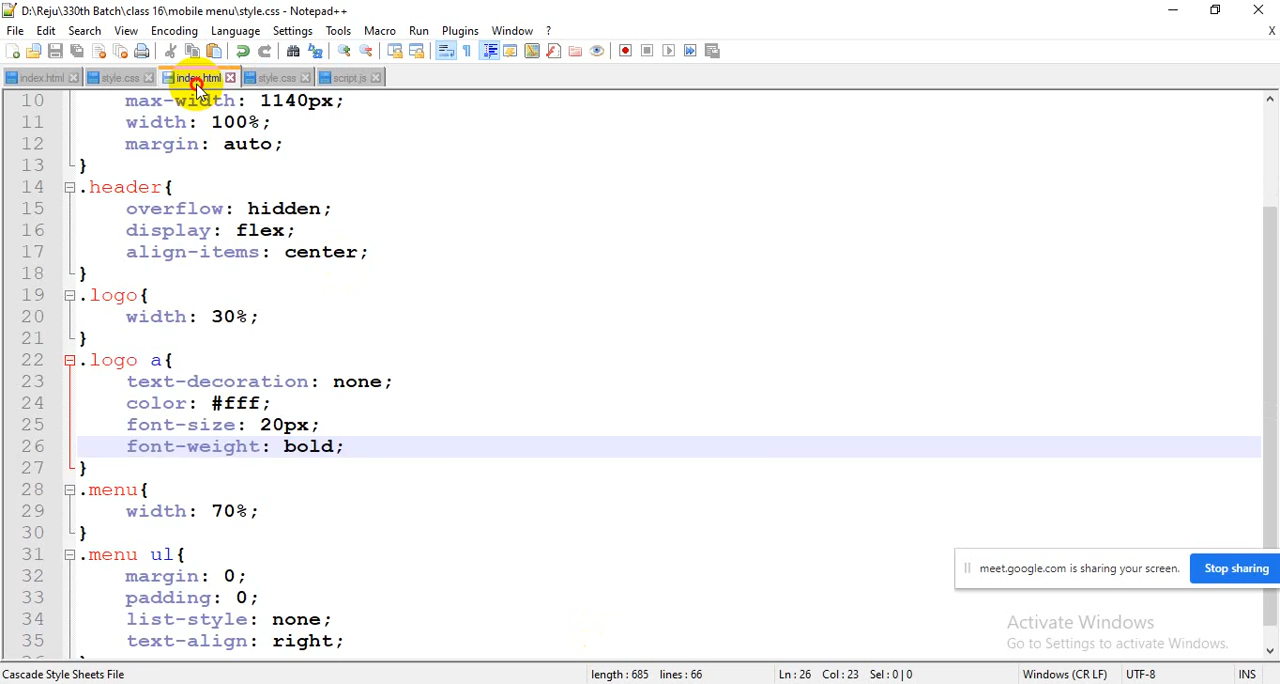 D:\Reju\330th Batch\class 16\mobile menu\style.css - Notepad++
File Edit Search View Encoding Language Settings Tools Macro Run Plugins Window ? X
index.html style.css index.html style.css script.js
10 max-width: 1140px;
11 width: 100%;
12 margin: auto;
13 }
14 .header{
15 overflow: hidden;
16 display: flex;
17 align-items: center;
18 }
19 .logo{
20 width: 30%;
21 }
22 .logo a{
23 text-decoration: none;
24 color: #fff;
25 font-size: 20px;
26 font-weight: bold;
27 }
28 .menu{
29 width: 70%;
30 }
31 .menu ul{
32 margin: 0;
33 padding: 0;
34 list-style: none;
35 text-align: right;
meet.google.com is sharing your screen. Stop sharing
Activate Windows
Go to Settings to activate Windows.
Cascade Style Sheets File length : 685 lines : 66 Ln : 26 Col : 23 Sel : 0 | 0 Windows (CR LF) UTF-8 INS